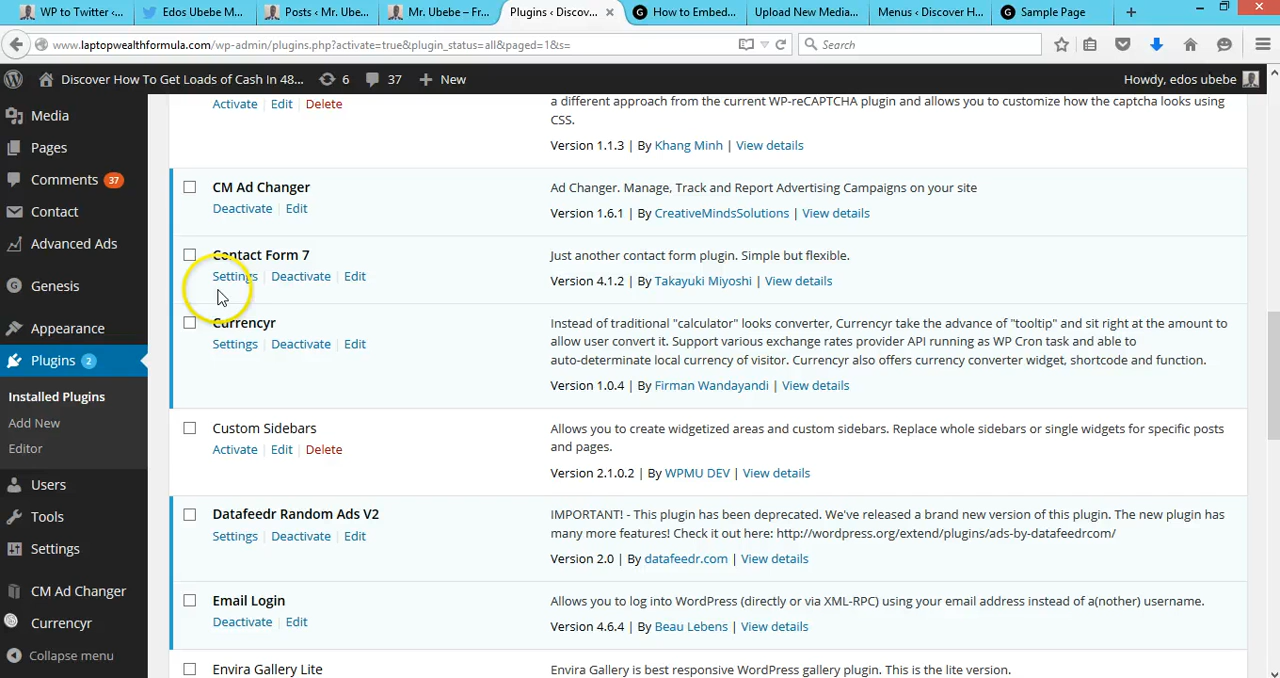 WP to Twitter ‹...
Edos Ubebe M...
Posts ‹ Mr. Ube...
Mr. Ubebe – Fr...
Plugins ‹ Discov...
How to Embed...
Upload New Media...
Menus ‹ Discover H...
Sample Page
www.laptopwealthformula.com/wp-admin/plugins.php?activate=true&plugin_status=all&paged=1&s=
Search
Discover How To Get Loads of Cash In 48...
6
37
New
Howdy, edos ubebe
Media
Pages
Comments 37
Contact
Advanced Ads
Genesis
Appearance
Plugins 2
Installed Plugins
Add New
Editor
Users
Tools
Settings
CM Ad Changer
Currencyr
Collapse menu
Activate | Edit | Delete
a different approach from the current WP-reCAPTCHA plugin and allows you to customize how the captcha looks using
CSS.
Version 1.1.3 | By Khang Minh | View details
CM Ad Changer
Deactivate | Edit
Ad Changer. Manage, Track and Report Advertising Campaigns on your site
Version 1.6.1 | By CreativeMindsSolutions | View details
Contact Form 7
Settings | Deactivate | Edit
Just another contact form plugin. Simple but flexible.
Version 4.1.2 | By Takayuki Miyoshi | View details
Currencyr
Settings | Deactivate | Edit
Instead of traditional "calculator" looks converter, Currencyr take the advance of "tooltip" and sit right at the amount to
allow user convert it. Support various exchange rates provider API running as WP Cron task and able to
auto-determinate local currency of visitor. Currencyr also offers currency converter widget, shortcode and function.
Version 1.0.4 | By Firman Wandayandi | View details
Custom Sidebars
Activate | Edit | Delete
Allows you to create widgetized areas and custom sidebars. Replace whole sidebars or single widgets for specific posts
and pages.
Version 2.1.0.2 | By WPMU DEV | View details
Datafeedr Random Ads V2
Settings | Deactivate | Edit
IMPORTANT! - This plugin has been deprecated. We've released a brand new version of this plugin. The new plugin has
many more features! Check it out here: http://wordpress.org/extend/plugins/ads-by-datafeedrcom/
Version 2.0 | By datafeedr.com | View details
Email Login
Deactivate | Edit
Allows you to log into WordPress (directly or via XML-RPC) using your email address instead of a(nother) username.
Version 4.6.4 | By Beau Lebens | View details
Envira Gallery Lite
Envira Gallery is best responsive WordPress gallery plugin. This is the lite version.